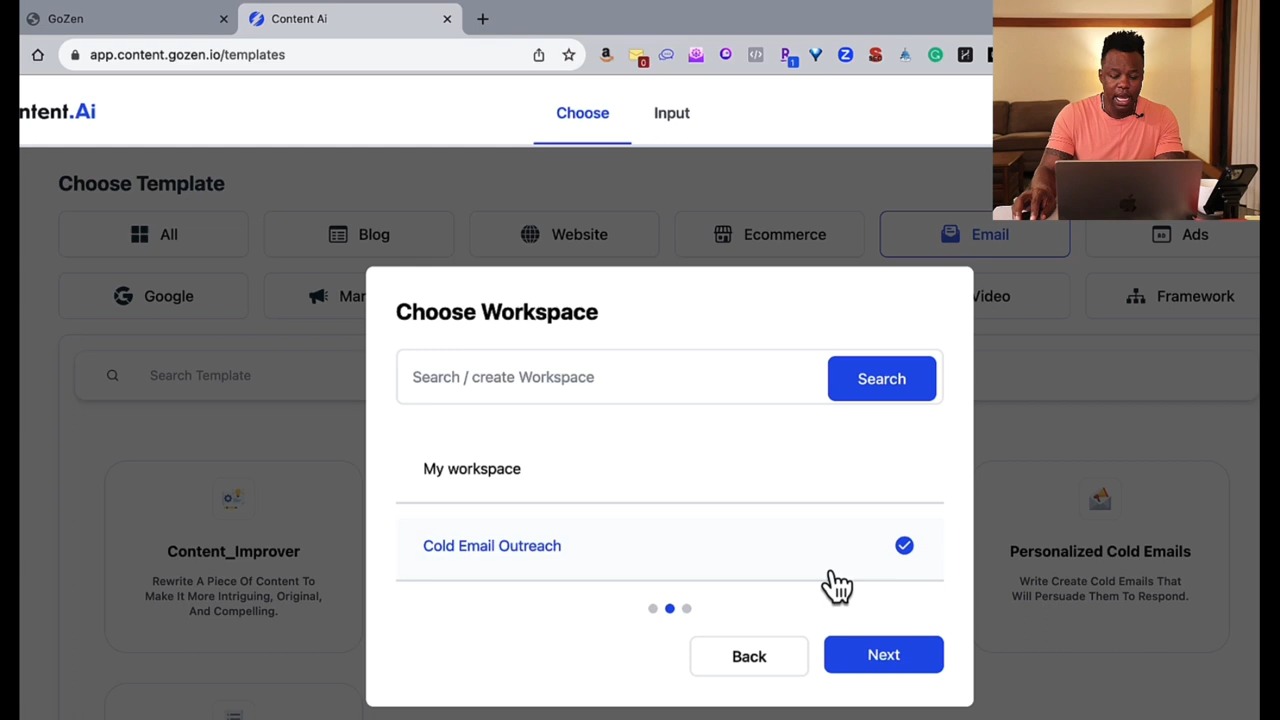 GoZen
Content Ai
app.content.gozen.io/templates
0
1
ntent.Ai
Choose
Input
Choose Template
All
Blog
Website
Ecommerce
Email
Ads
Google
Mar
Video
Framework
Search Template
Choose Workspace
Search / create Workspace
Search
My workspace
Cold Email Outreach
Back
Next
Content_Improver
Rewrite A Piece Of Content To
Make It More Intriguing, Original,
And Compelling.
Personalized Cold Emails
Write Create Cold Emails That
Will Persuade Them To Respond.